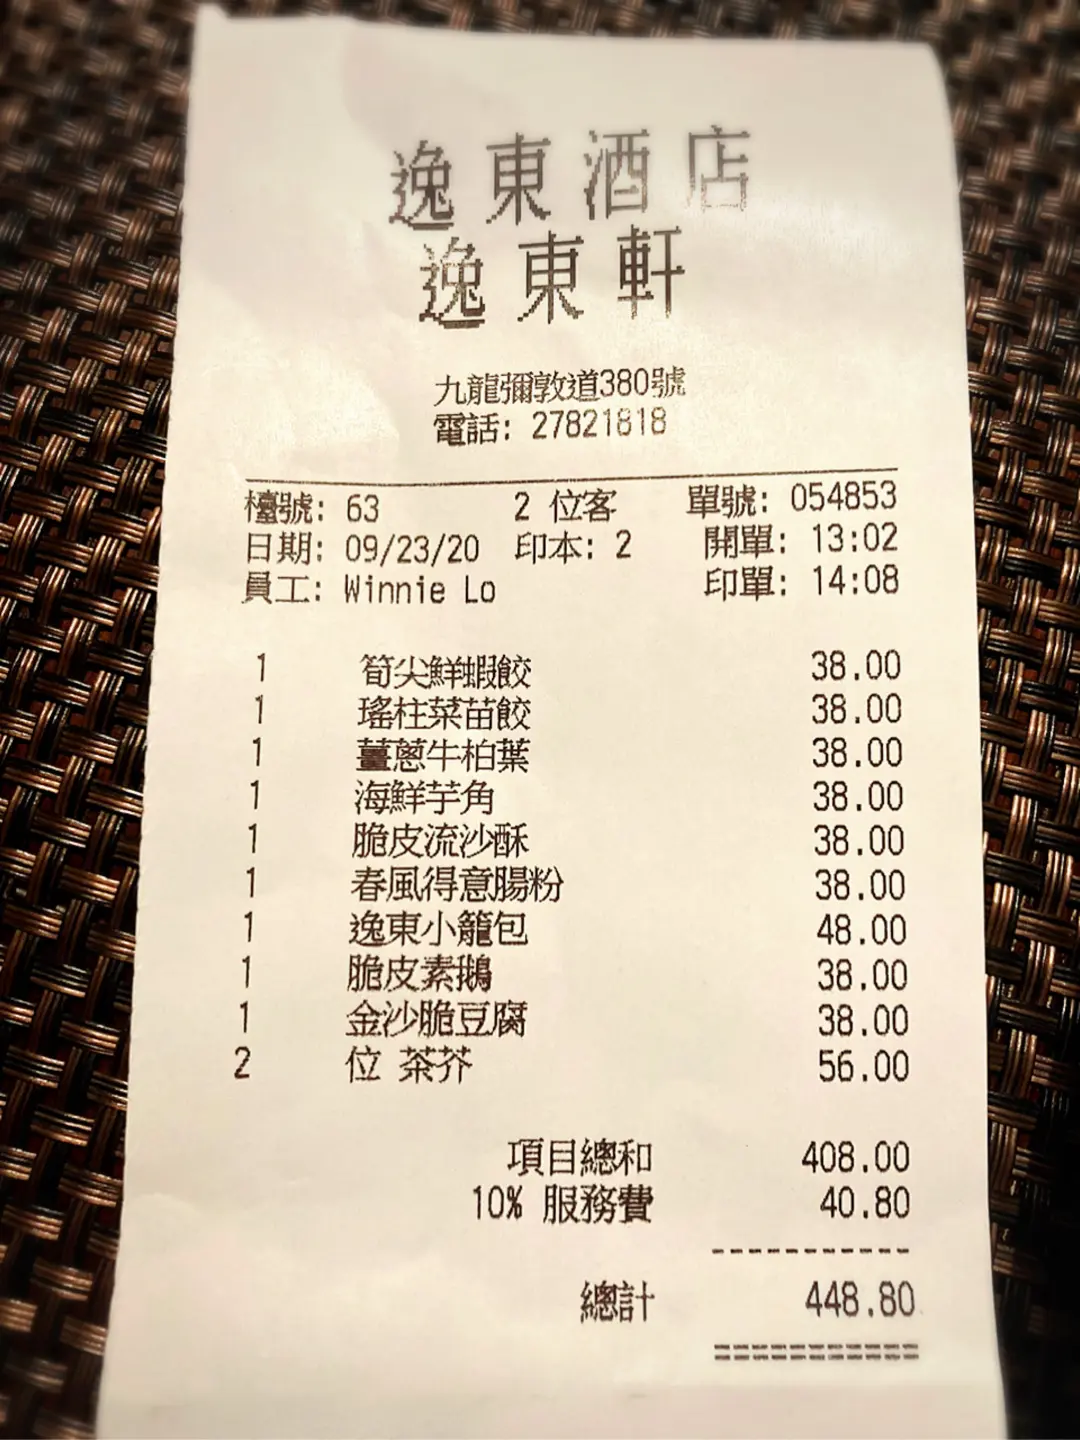 逸東酒店
逸東軒
九龍彌敦道380號
電話: 27821818
檯號: 63 2 位客 單號: 054853
日期: 09/23/20 印本: 2 開單: 13:02
員工: Winnie Lo 印單: 14:08
1 筍尖鮮蝦餃 38.00
1 瑤柱菜苗餃 38.00
1 薑蔥牛柏葉 38.00
1 海鮮芋角 38.00
1 脆皮流沙酥 38.00
1 春風得意腸粉 38.00
1 逸東小籠包 48.00
1 脆皮素鵝 38.00
1 金沙脆豆腐 38.00
2 位 茶芥 56.00
項目總和 408.00
10% 服務費 40.80
總計 448.80